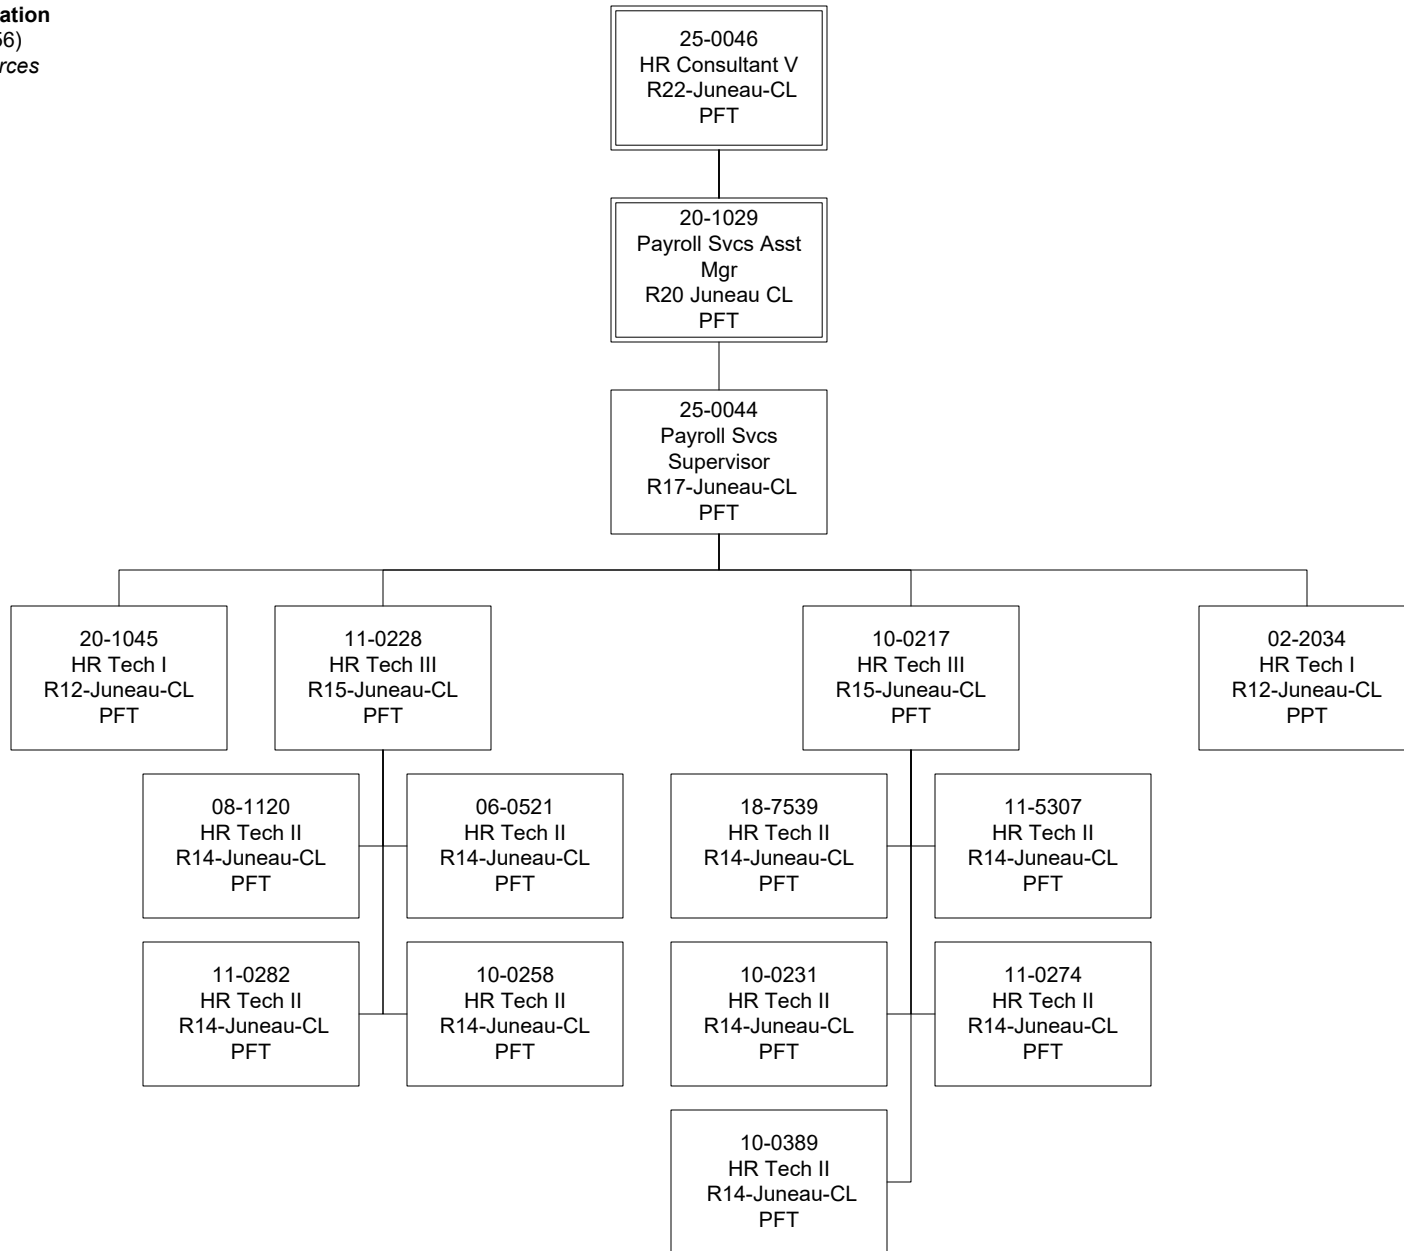 25-0046
HR Consultant V
R22-Juneau-CL
PFT
20-1029
Payroll Svcs Asst
Mgr
R20 Juneau CL
PFT
25-0044
Payroll Svcs
Supervisor
R17-Juneau-CL
PFT
20-1045
HR Tech I
R12-Juneau-CL
PFT
11-0228
HR Tech III
R15-Juneau-CL
PFT
10-0217
HR Tech III
R15-Juneau-CL
PFT
02-2034
HR Tech I
R12-Juneau-CL
PPT
08-1120
HR Tech II
R14-Juneau-CL
PFT
06-0521
HR Tech II
R14-Juneau-CL
PFT
18-7539
HR Tech II
R14-Juneau-CL
PFT
11-5307
HR Tech II
R14-Juneau-CL
PFT
11-0282
HR Tech II
R14-Juneau-CL
PFT
10-0258
HR Tech II
R14-Juneau-CL
PFT
10-0231
HR Tech II
R14-Juneau-CL
PFT
11-0274
HR Tech II
R14-Juneau-CL
PFT
10-0389
HR Tech II
R14-Juneau-CL
PFT